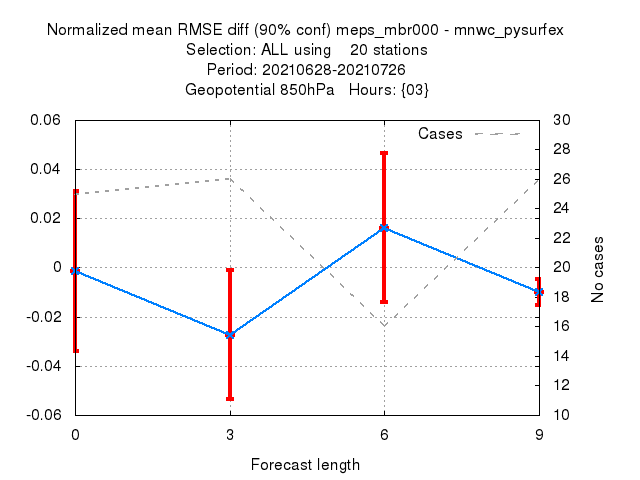 Normalized mean RMSE diff (90% conf) meps_mbr000 - mnwc_pysurfex
Selection: ALL using    20 stations
Period: 20210628-20210726
Geopotential 850hPa   Hours: {03}
Cases
0.06
0.04
0.02
0
-0.02
-0.04
-0.06
30
28
26
24
22
20
18
16
14
12
10
No cases
0 3 6 9
Forecast length